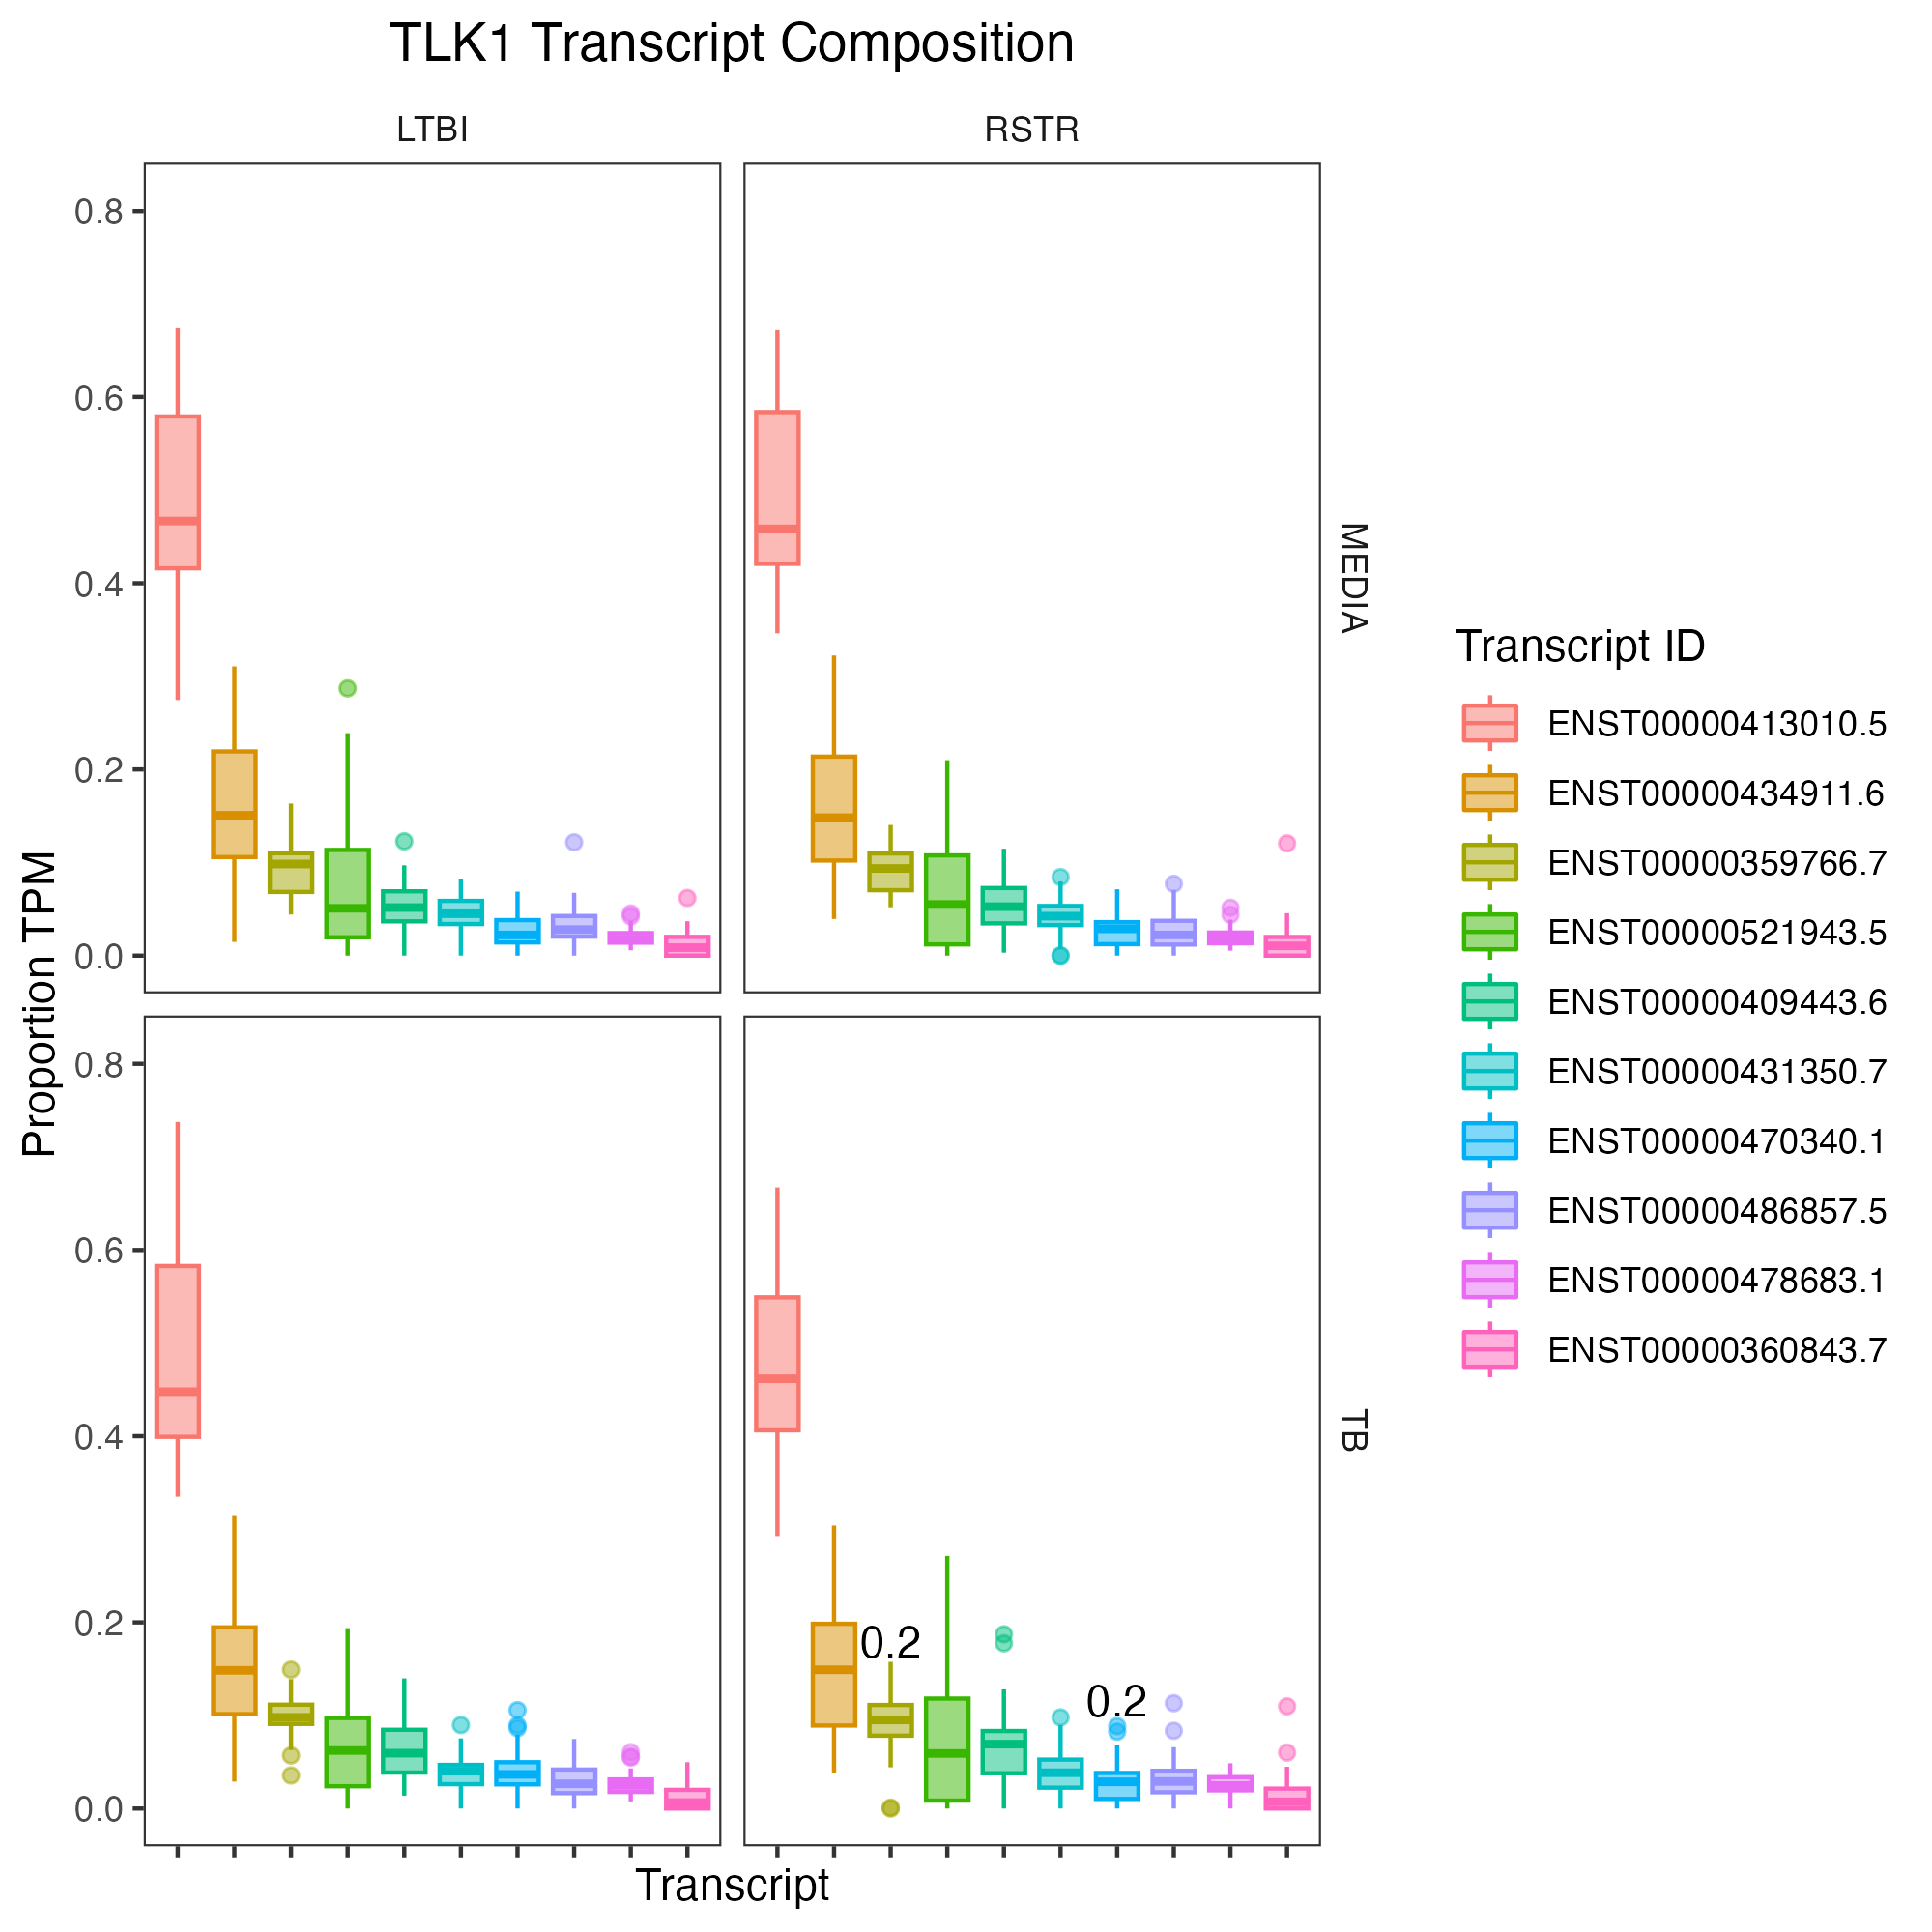 TLK1 Transcript Composition
LTBI
RSTR
0.8
0.6
0.4
0.2
0.0
MEDIA
Proportion TPM
0.8
0.6
0.4
0.2
0.0
0.2
0.2
TB
Transcript
Transcript ID
ENST00000413010.5
ENST00000434911.6
ENST00000359766.7
ENST00000521943.5
ENST00000409443.6
ENST00000431350.7
ENST00000470340.1
ENST00000486857.5
ENST00000478683.1
ENST00000360843.7